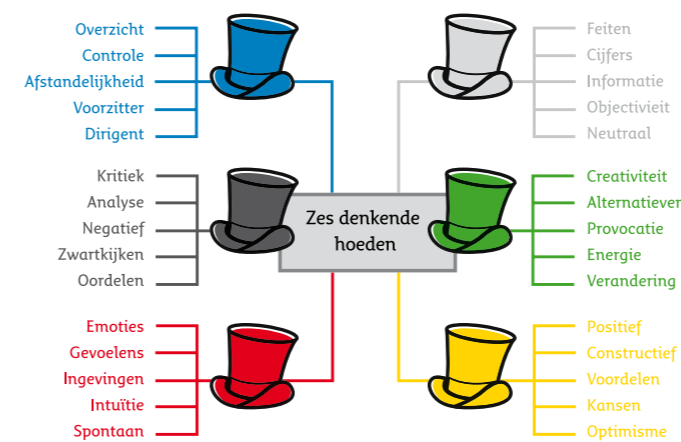 Overzicht
Controle
Afstandelijkheid
Voorzitter
Dirigent
Feiten
Cijfers
Informatie
Objectivieit
Neutraal
Kritiek
Analyse
Negatief
Zwartkijken
Oordelen
Zes denkende
hoeden
Creativiteit
Alternatiever
Provocatie
Energie
Verandering
Emoties
Gevoelens
Ingevingen
Intuïtie
Spontaan
Positief
Constructief
Voordelen
Kansen
Optimisme